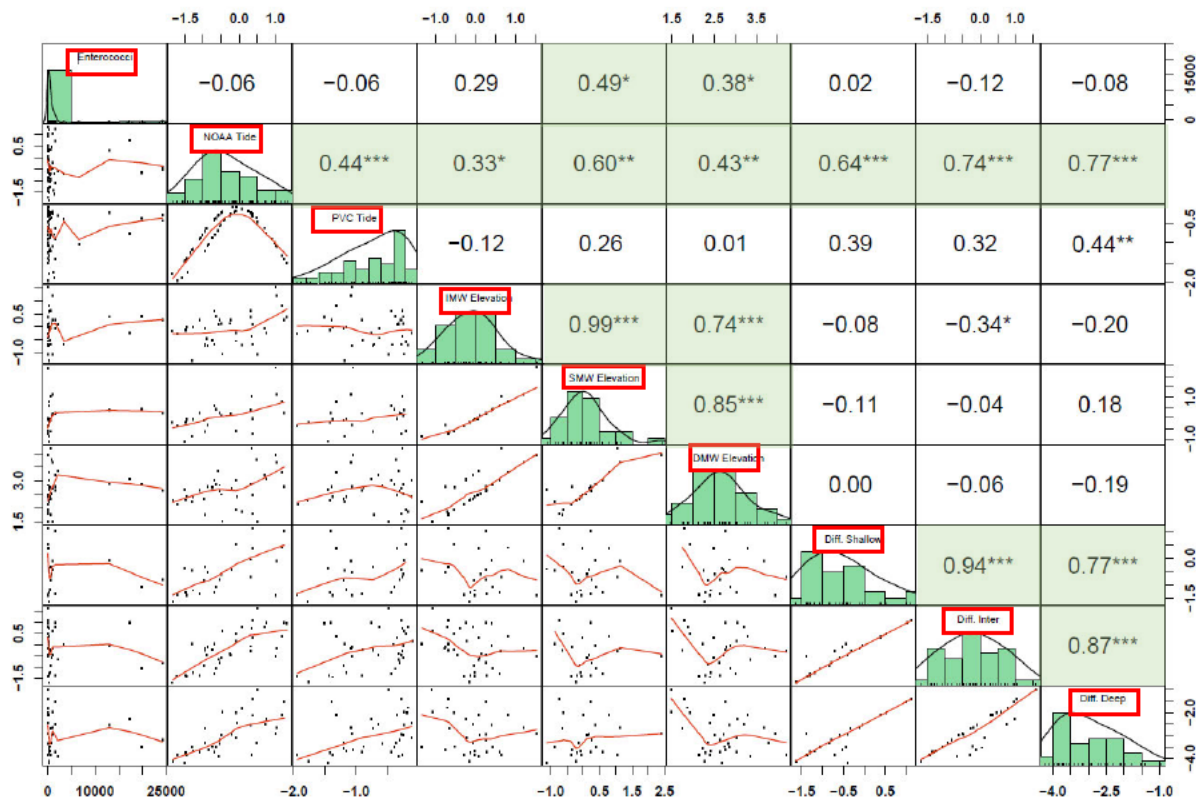 −1.5 0.0 1.0
−1.0 0.0 1.0
1.5 2.5 3.5
−1.5 0.0 1.0
Enterococci −0.06 −0.06 0.29 0.49* 0.38* 0.02 −0.12 −0.08 0 15000
−1.5 0.5 NOAA Tide 0.44*** 0.33* 0.60** 0.43** 0.64*** 0.74*** 0.77***
PVC Tide −0.12 0.26 0.01 0.39 0.32 0.44** −2.0 −0.5
−1.0 0.5 IMW Elevation 0.99*** 0.74*** −0.08 −0.34* −0.20
SMW Elevation 0.85*** −0.11 −0.04 0.18 −1.0 1.0
1.5 3.0 DMW Elevation 0.00 −0.06 −0.19
Diff. Shallow 0.94*** 0.77*** −1.5 0.0
−1.5 0.5 Diff. Inter 0.87***
Diff. Deep −4.0 −2.0
0 10000 25000
−2.0 −1.0
−1.0 0.5 1.5 2.5
−1.5 −0.5 0.5
−4.5 −2.5 −1.0